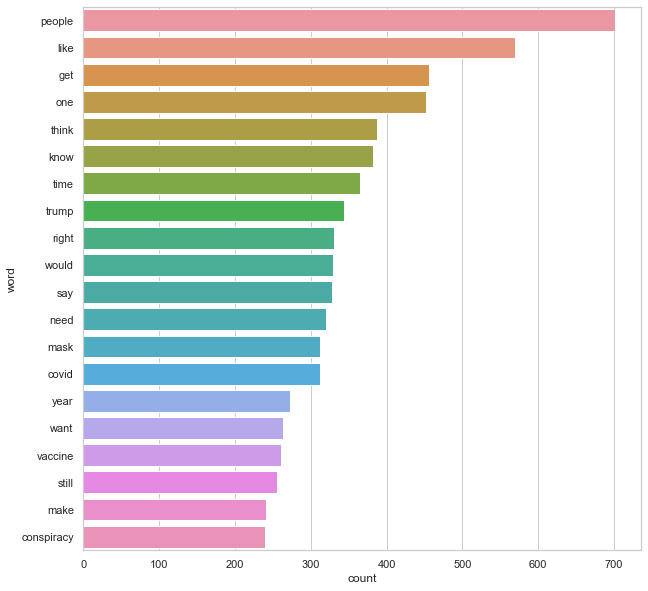 people
like
get
one
think
know
time
trump
right
would
say
need
mask
covid
year
want
vaccine
still
make
conspiracy
word
0 100 200 300 400 500 600 700
count